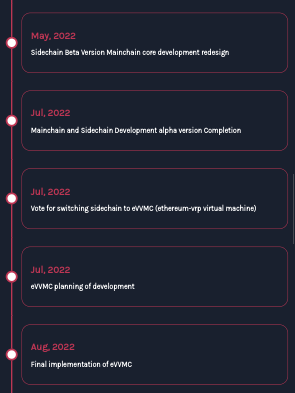 May, 2022
Sidechain Beta Version Mainchain core development redesign
Jul, 2022
Mainchain and Sidechain Development alpha version Completion
Jul, 2022
Vote for switching sidechain to eVVMC (ethereum-vrp virtual machine)
Jul, 2022
eVVMC planning of development
Aug, 2022
Final implementation of eVVMC